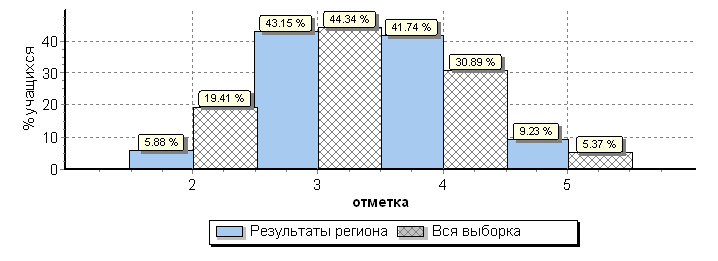 43.15 % 44.34 % 41.74 %
30.89 %
19.41 %
5.88 % 9.23 % 5.37 %
% учащихся
40
30
20
10
0
2 3 4 5
отметка
Результаты региона Вся выборка